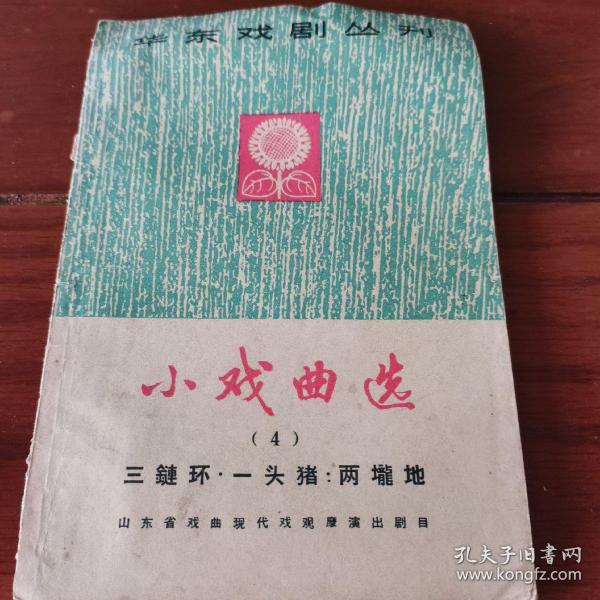 华东戏剧丛刊
小戏曲选
(4)
三鏈环·一头猪:两壠地
山东省戏曲现代戏观摩演出剧目
孔夫子旧书网
www.kongfz.com